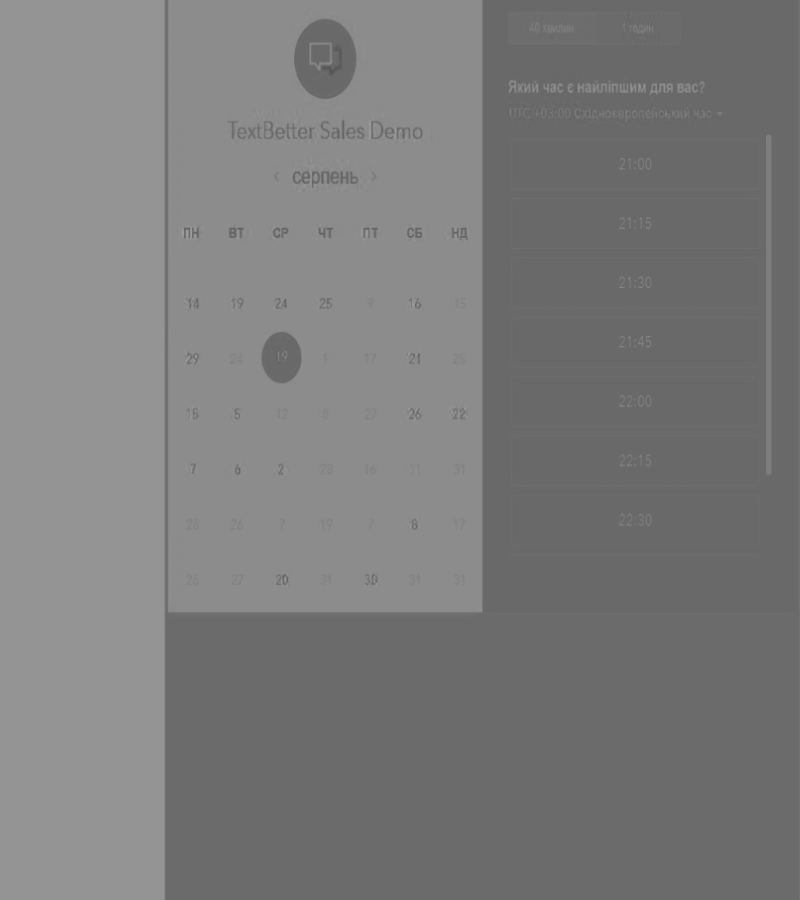 TextBetter Sales Demo
‹ серпень ›
ПН ВТ СР ЧТ ПТ СБ НД
14 19 24 25 9 16 15
29 24 19 1 17 21 25
15 5 12 8 27 26 22
7 6 2 28 16 11 31
28 26 7 19 7 8 17
26 27 20 31 30 31 31
40 хвилин 1 годин
Який час є найліпшим для вас?
UTC +03:00 Східноєвропейський час
21:00
21:15
21:30
21:45
22:00
22:15
22:30